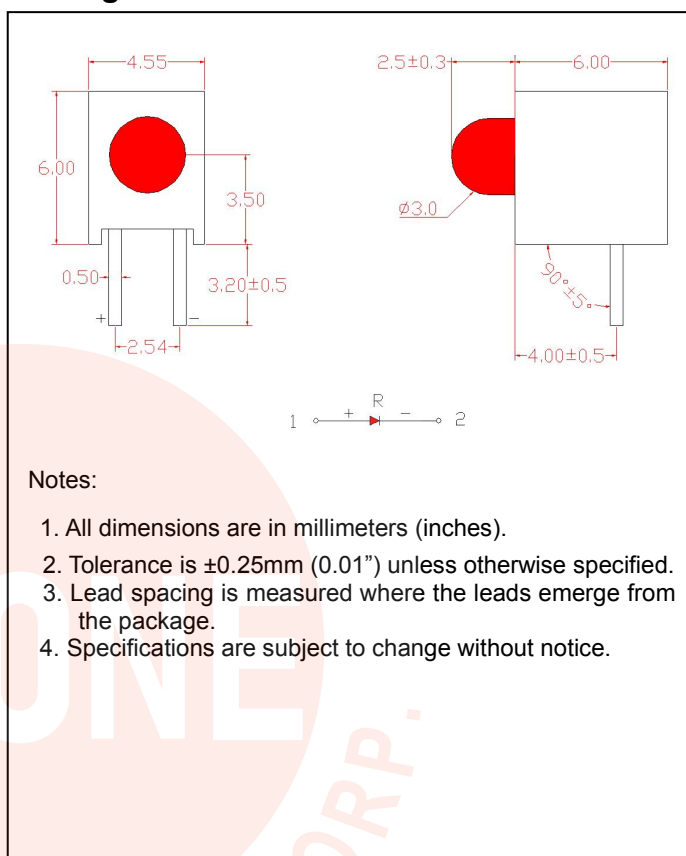 4.55
2.5±0.3
6.00
6.00
3.50
ø3.0
0.50
3.20±0.5
90°±5°
+
-
2.54
4.00±0.5
R
1 + - 2
Notes:
1. All dimensions are in millimeters (inches).
2. Tolerance is ±0.25mm (0.01”) unless otherwise specified.
3. Lead spacing is measured where the leads emerge from
the package.
4. Specifications are subject to change without notice.
ONE
ORP.